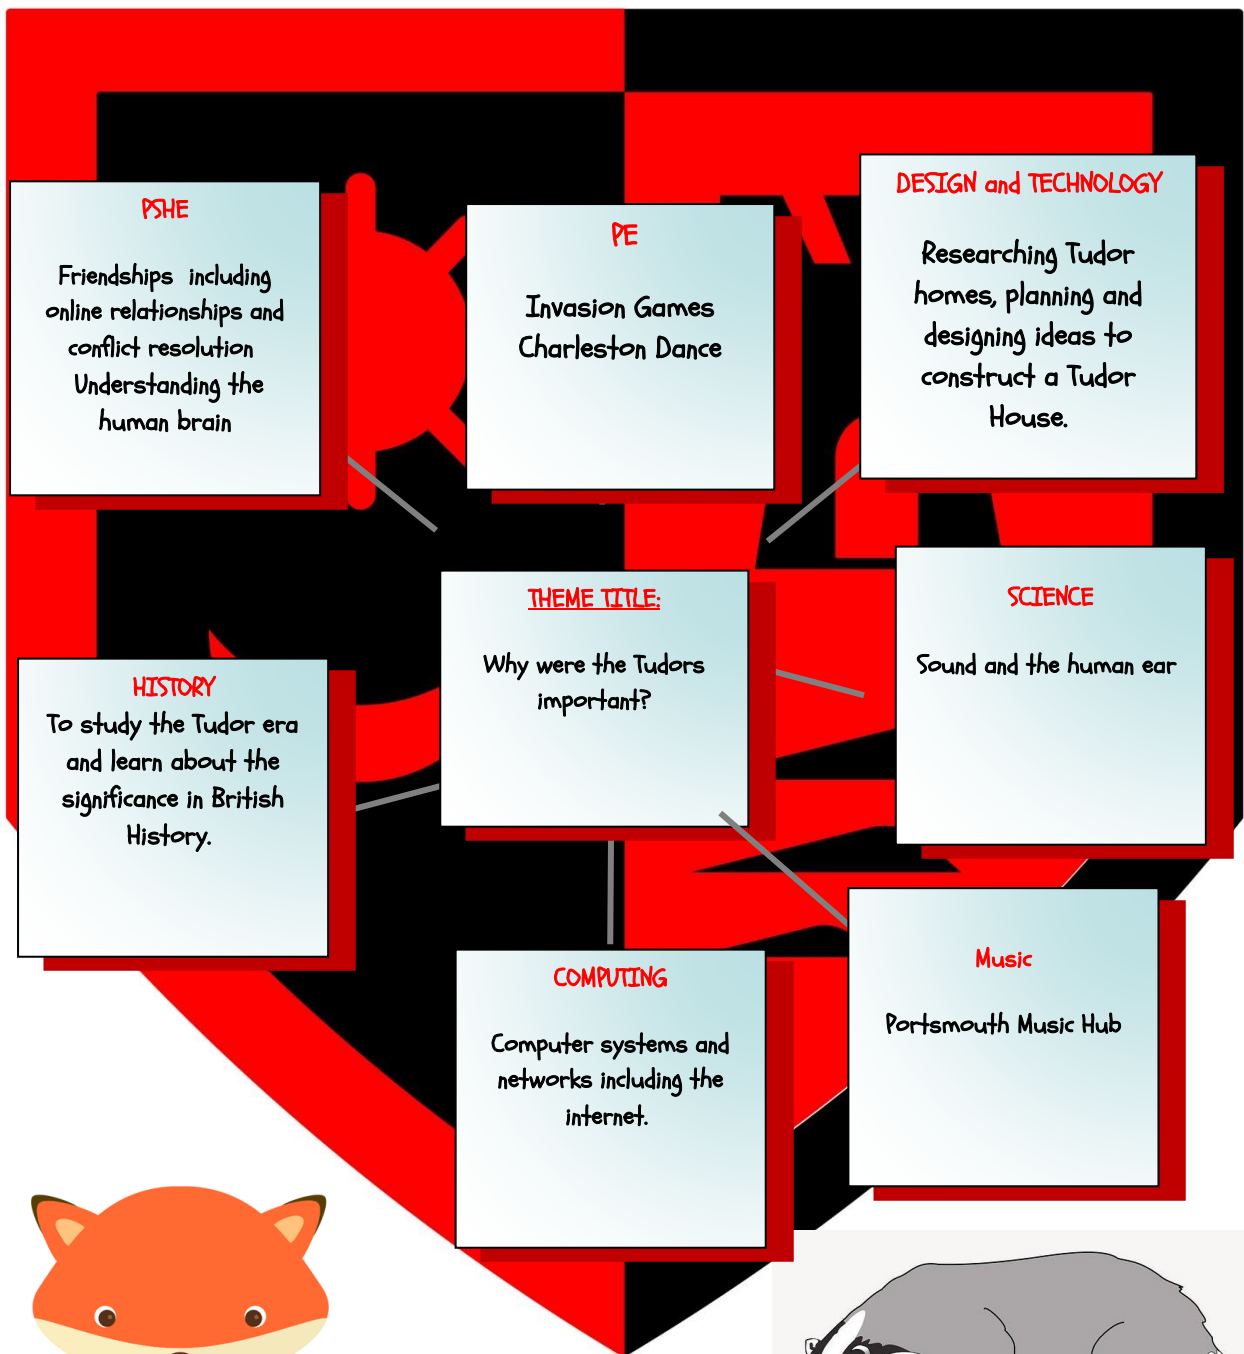 PSHE
Friendships including
online relationships and
conflict resolution
Understanding the
human brain
PE
Invasion Games
Charleston Dance
DESIGN and TECHNOLOGY
Researching Tudor
homes, planning and
designing ideas to
construct a Tudor
House.
THEME TITLE:
Why were the Tudors
important?
SCIENCE
Sound and the human ear
HISTORY
To study the Tudor era
and learn about the
significance in British
History.
COMPUTING
Computer systems and
networks including the
internet.
Music
Portsmouth Music Hub